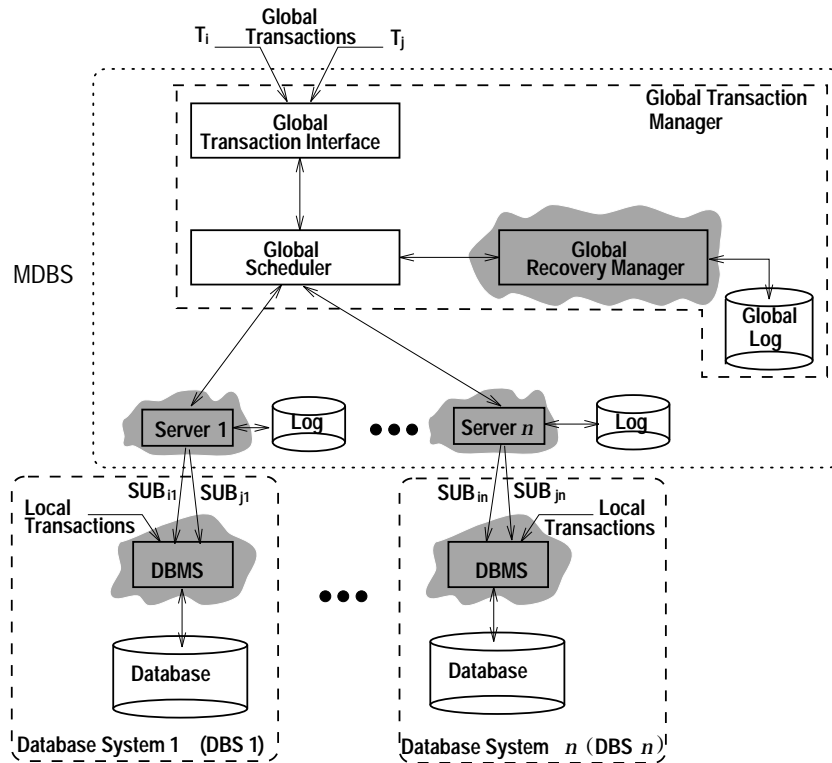 Global
Transactions
Ti
Tj
Global Transaction
Manager
Global
Transaction Interface
Global
Scheduler
Global
Recovery Manager
MDBS
Global
Log
Server 1
Log
Server n
Log
SUBi1
SUBj1
SUBin
SUBjn
Local
Transactions
Local
Transactions
DBMS
DBMS
Database
Database
Database System 1 (DBS 1)
Database System n (DBS n)